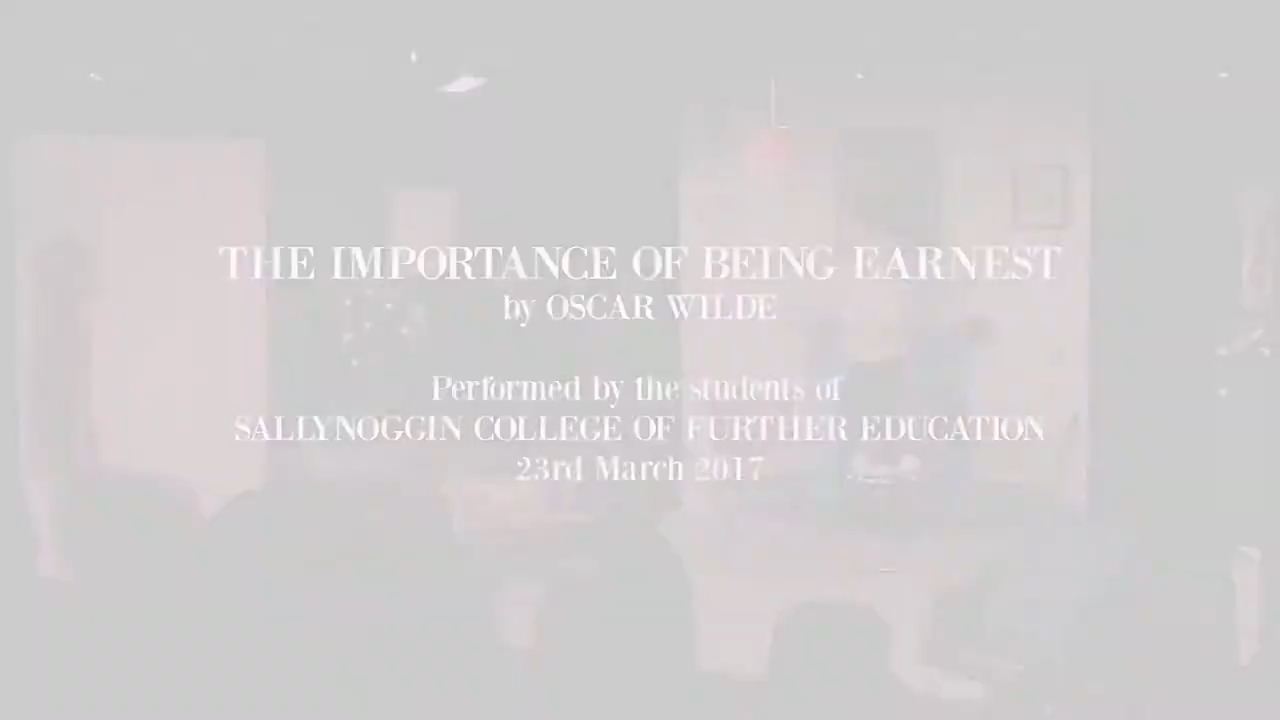 THE IMPORTANCE OF BEING EARNEST
by OSCAR WILDE
Performed by the students of
SALLYNOGGIN COLLEGE OF FURTHER EDUCATION
23rd March 2017